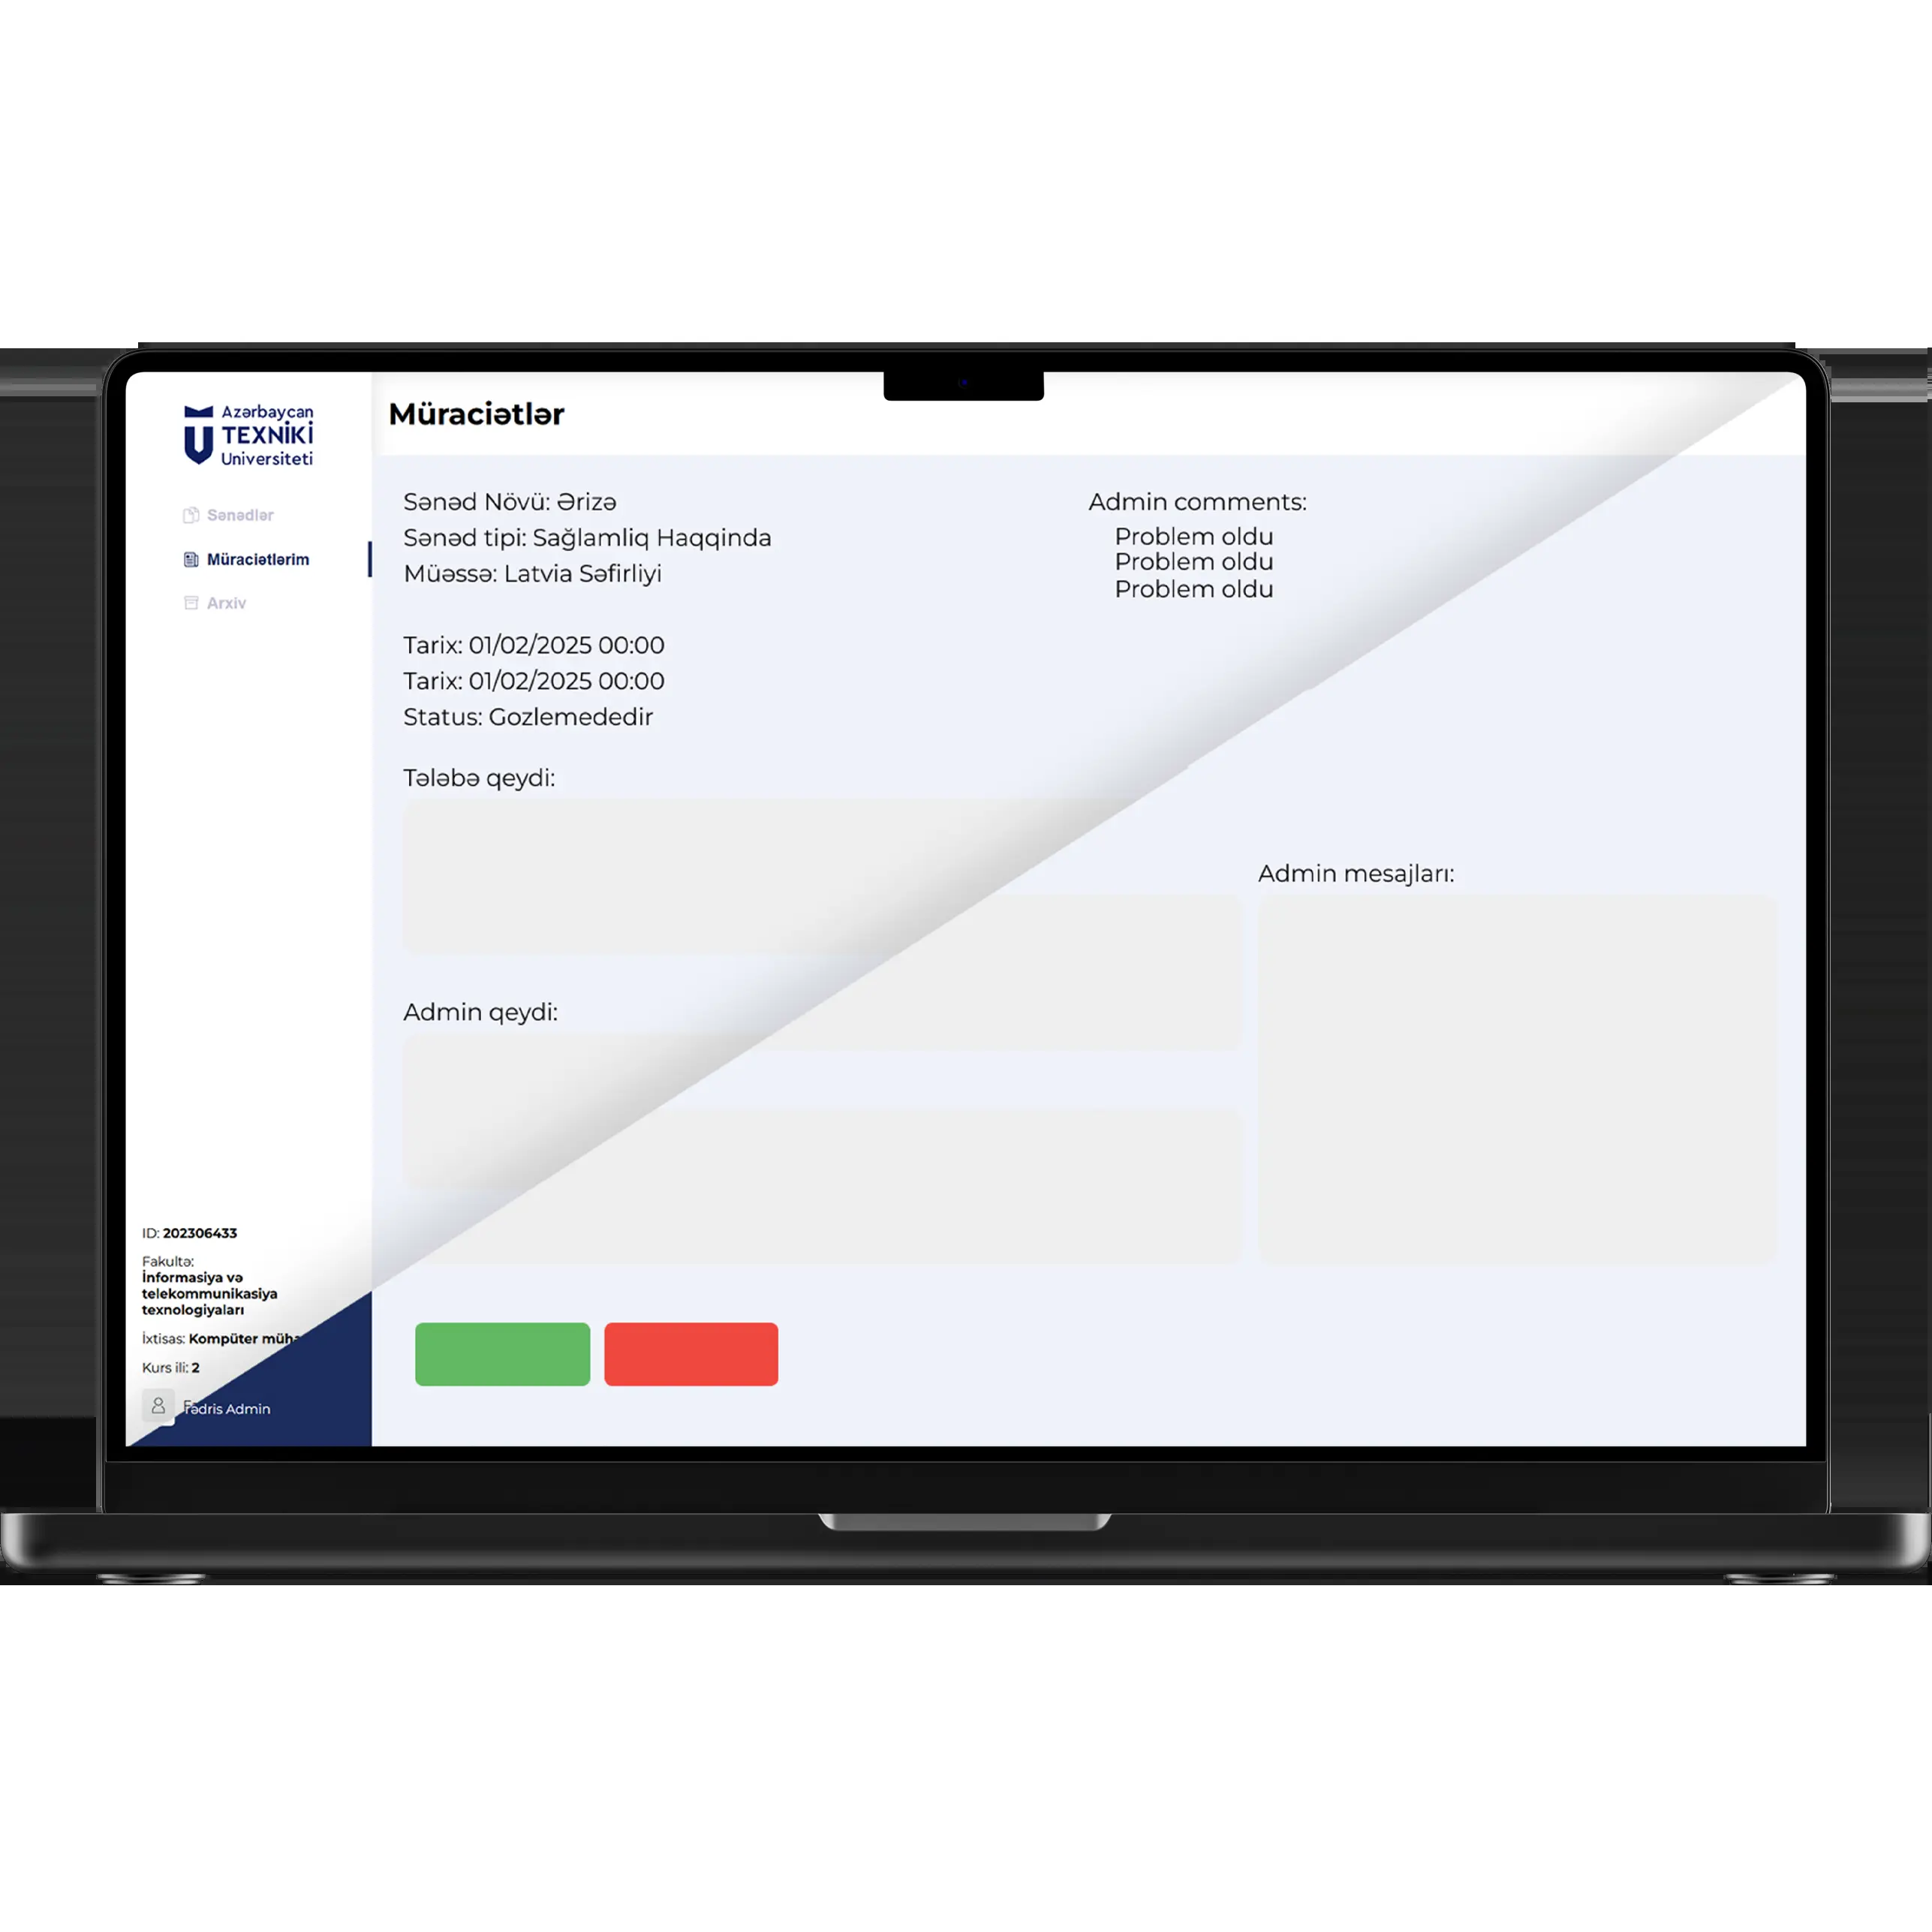 Azərbaycan
TEXNİKİ
Universiteti
Sənədlər
Müraciətlərim
Arxiv
ID: 202306433
Fakultə:
İnformasiya və
telekommunikasiya
texnologiyaları
İxtisas: Kompüter müh
Kurs ili: 2
Tədris Admin
Müraciətlər
Sənəd Növü: Ərizə
Sənəd tipi: Sağlamliq Haqqinda
Müəssə: Latvia Səfirliyi
Tarix: 01/02/2025 00:00
Tarix: 01/02/2025 00:00
Status: Gozlemededir
Tələbə qeydi:
Admin qeydi:
Admin comments:
Problem oldu
Problem oldu
Problem oldu
Admin mesajları: